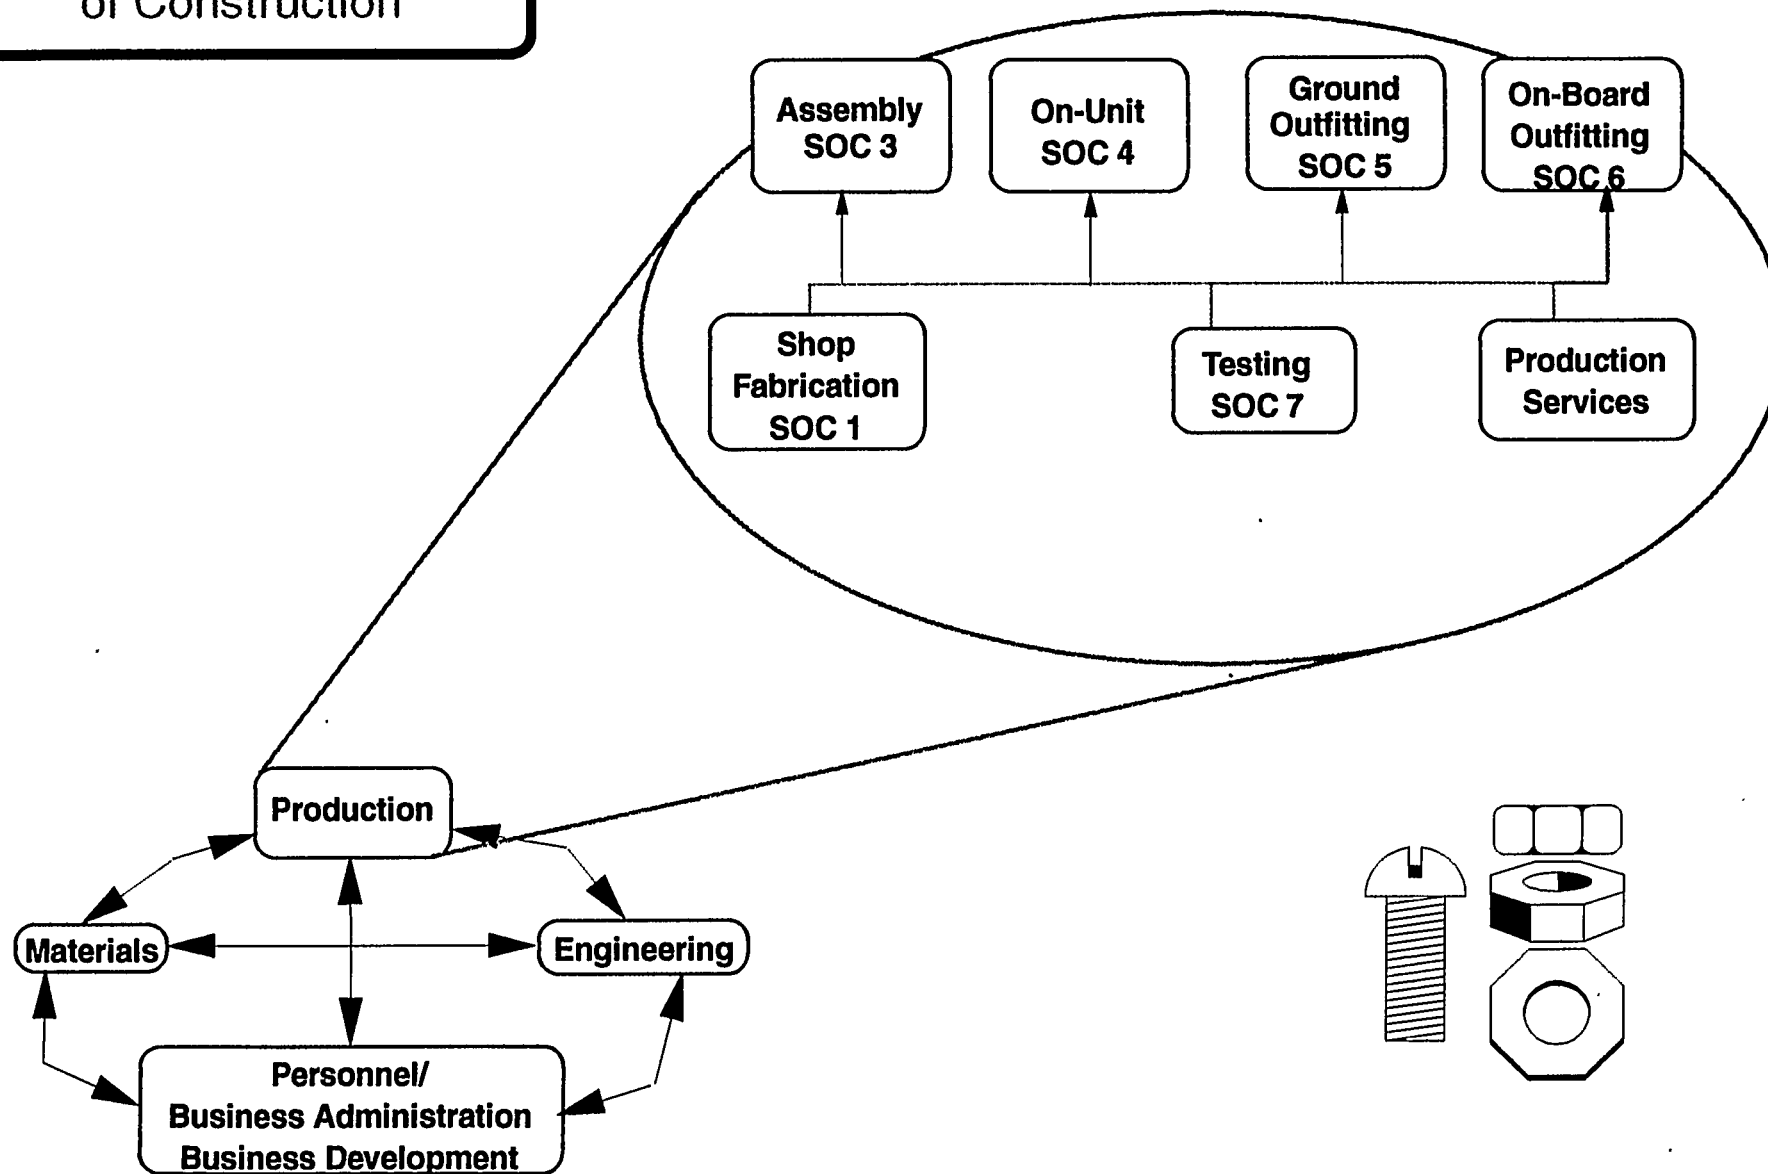 of Construction
Assembly
SOC 3
On-Unit
SOC 4
Ground
Outfitting
SOC 5
On-Board
Outfitting
SOC 6
Shop
Fabrication
SOC 1
Testing
SOC 7
Production
Services
Production
Materials
Engineering
Personnel/
Business Administration
Business Development